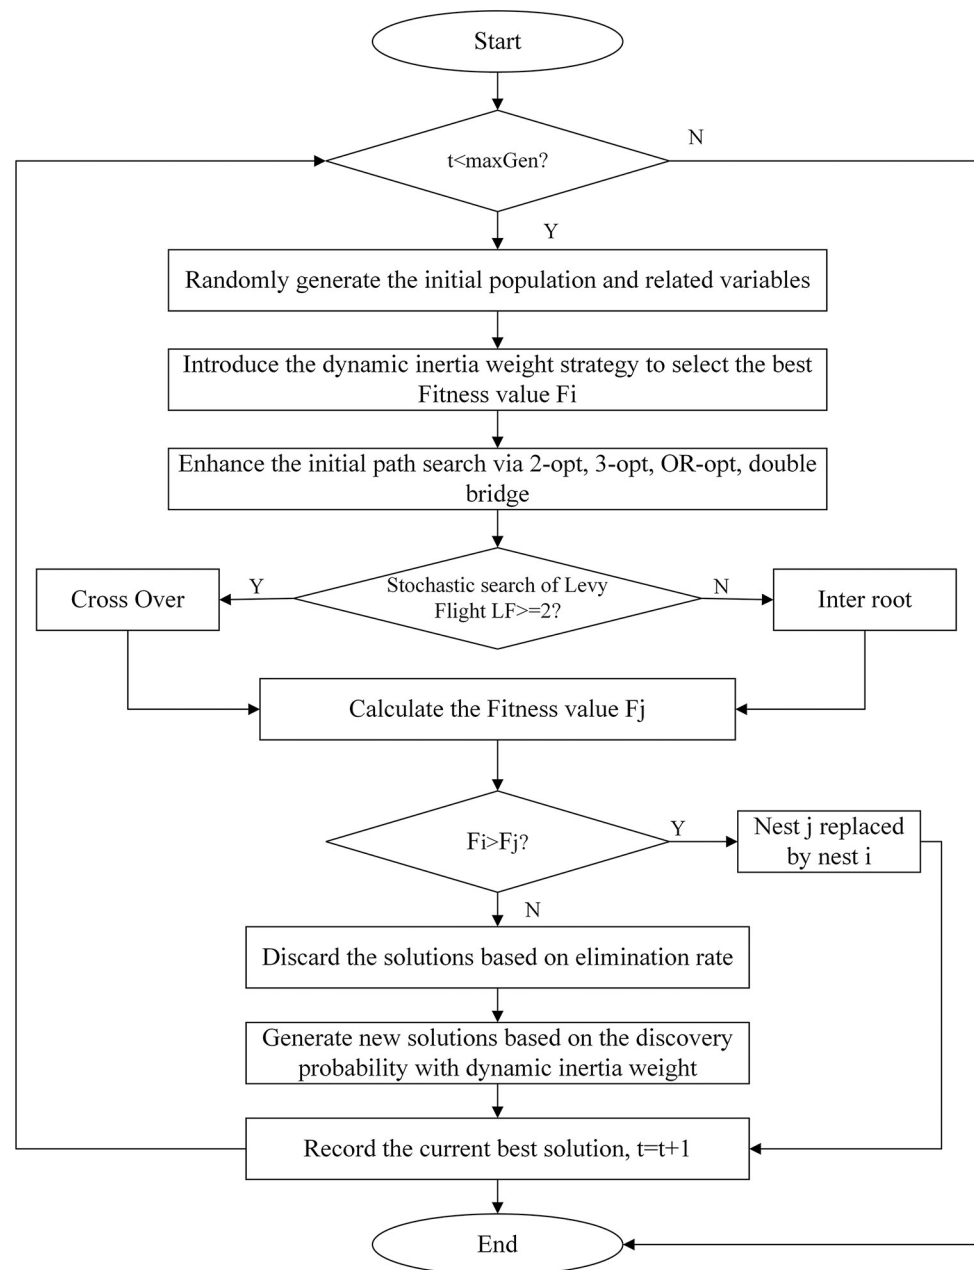 Start
t<maxGen?
N
Y
Randomly generate the initial population and related variables
Introduce the dynamic inertia weight strategy to select the best
Fitness value Fi
Enhance the initial path search via 2-opt, 3-opt, OR-opt, double
bridge
Cross Over
Y
Stochastic search of Levy
Flight LF>=2?
N
Inter root
Calculate the Fitness value Fj
Fi>Fj?
Y
Nest j replaced
by nest i
N
Discard the solutions based on elimination rate
Generate new solutions based on the discovery
probability with dynamic inertia weight
Record the current best solution, t=t+1
End